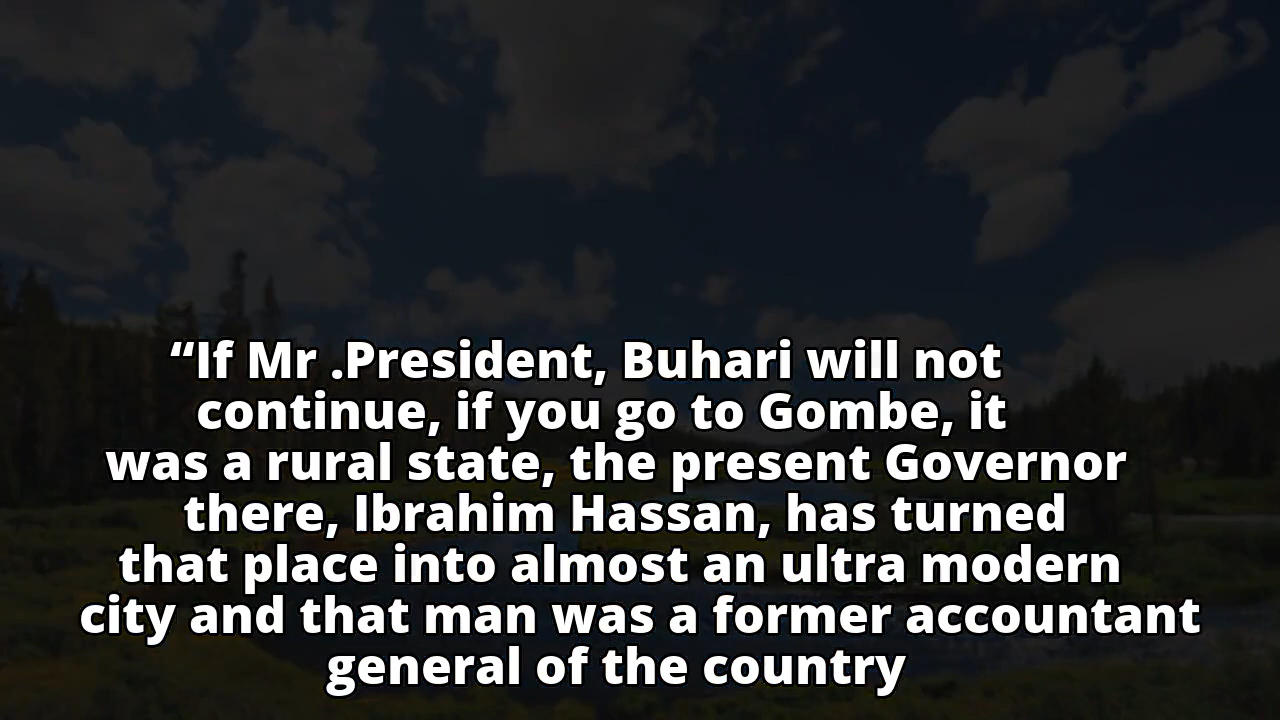 “If Mr .President, Buhari will not
continue, if you go to Gombe, it
was a rural state, the present Governor
there, Ibrahim Hassan, has turned
that place into almost an ultra modern
city and that man was a former accountant
general of the country